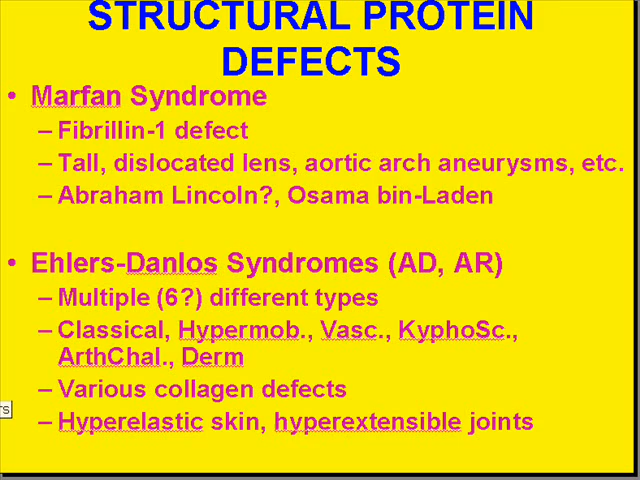 STRUCTURAL PROTEIN
DEFECTS
• Marfan Syndrome
– Fibrillin-1 defect
– Tall, dislocated lens, aortic arch aneurysms, etc.
– Abraham Lincoln?, Osama bin-Laden
• Ehlers-Danlos Syndromes (AD, AR)
– Multiple (6?) different types
– Classical, Hypermob., Vasc., KyphoSc.,
ArthChal., Derm
– Various collagen defects
rs
– Hyperelastic skin, hyperextensible joints